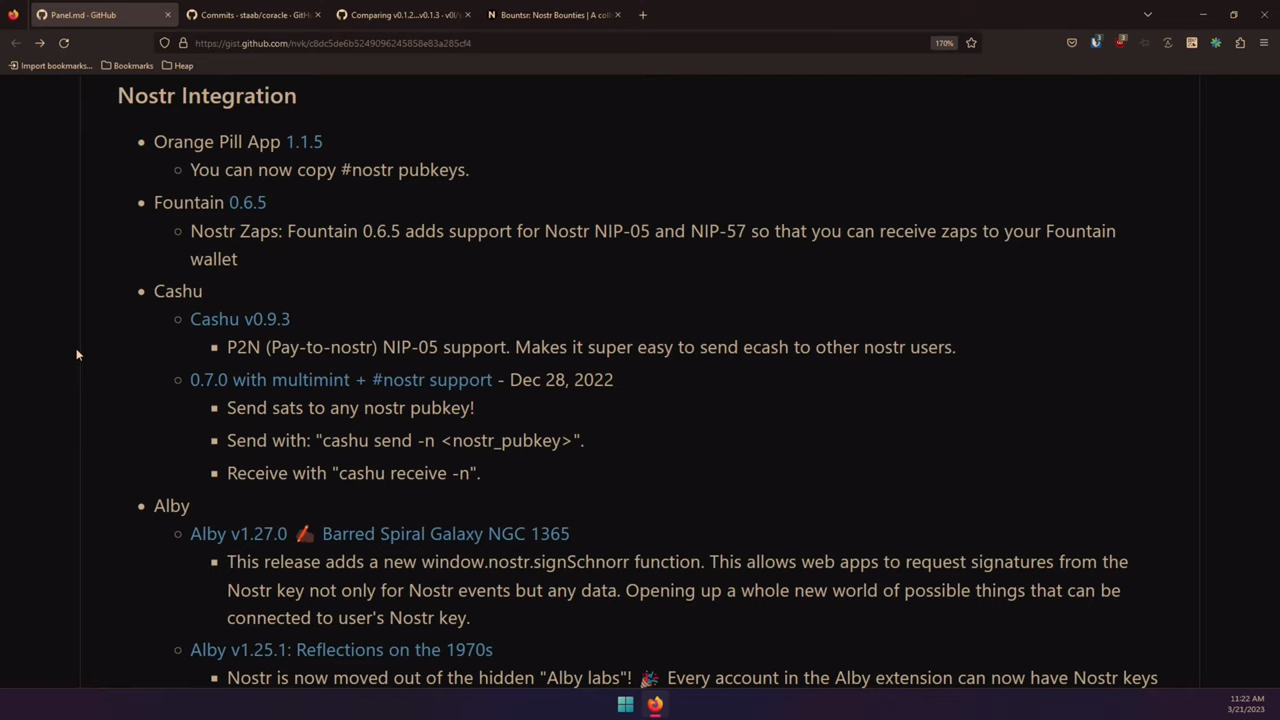 Panel.md - GitHub
Commits - staab/coracle · GitH
Comparing v0.1.2...v0.1.3 · v0l/s
Bountsr: Nostr Bounties | A coll
https://gist.github.com/nvk/c8dc5de6b5249096245858e83a285cf4
170%
3
3
Import bookmarks...
Bookmarks
Heap
Nostr Integration
Orange Pill App 1.1.5
You can now copy #nostr pubkeys.
Fountain 0.6.5
Nostr Zaps: Fountain 0.6.5 adds support for Nostr NIP-05 and NIP-57 so that you can receive zaps to your Fountain
wallet
Cashu
Cashu v0.9.3
P2N (Pay-to-nostr) NIP-05 support. Makes it super easy to send ecash to other nostr users.
0.7.0 with multimint + #nostr support - Dec 28, 2022
Send sats to any nostr pubkey!
Send with: "cashu send -n <nostr_pubkey>".
Receive with "cashu receive -n".
Alby
Alby v1.27.0 ✍🏿 Barred Spiral Galaxy NGC 1365
This release adds a new window.nostr.signSchnorr function. This allows web apps to request signatures from the
Nostr key not only for Nostr events but any data. Opening up a whole new world of possible things that can be
connected to user's Nostr key.
Alby v1.25.1: Reflections on the 1970s
Nostr is now moved out of the hidden "Alby labs"! 🎉 Every account in the Alby extension can now have Nostr keys
11:22 AM
3/21/2023